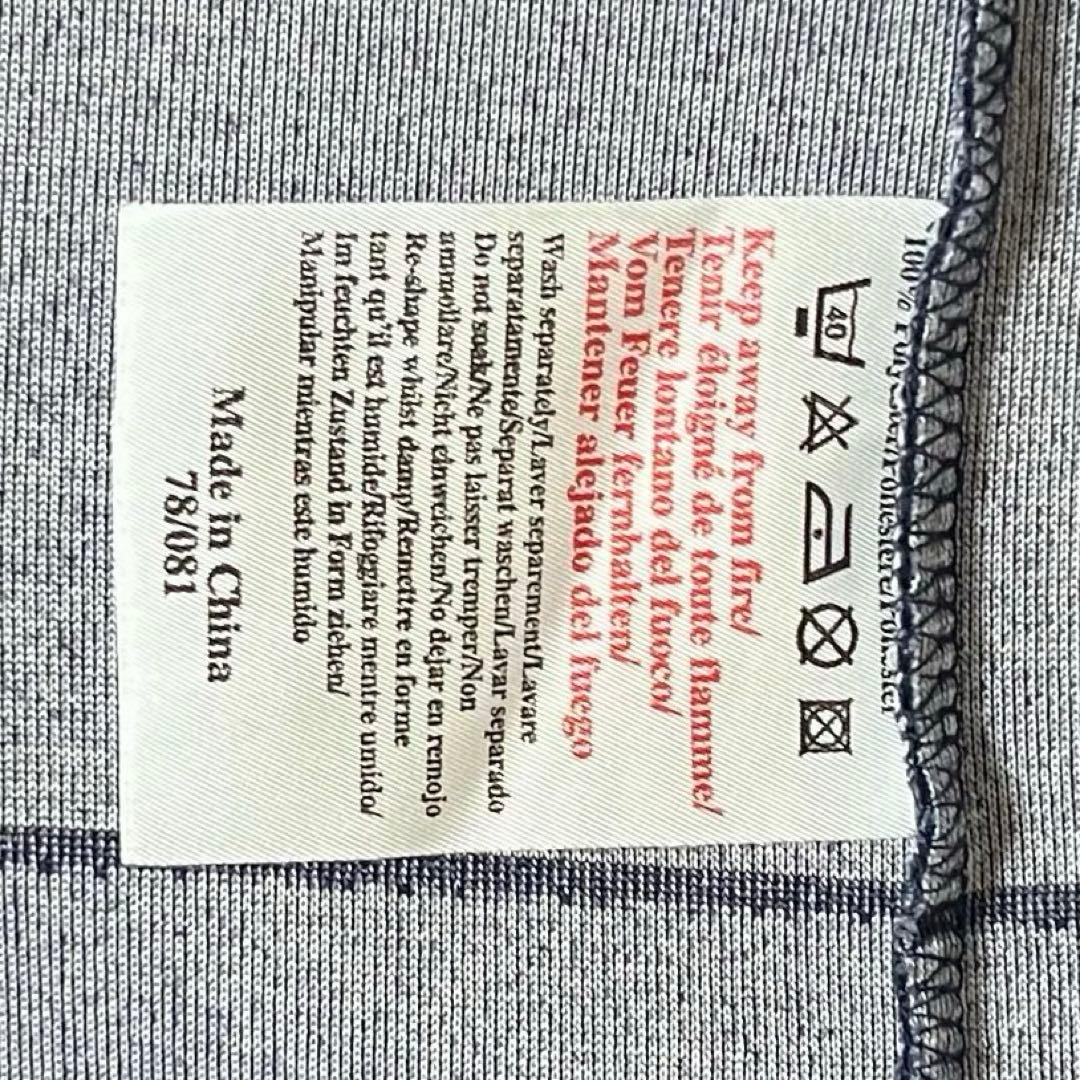 100%
40
Keep away from fire/
Tenir éloigné de toute flamme/
Tenere lontano del fuoco/
Vom Feuer fernhalten/
Mantener alejado del fuego
Wash separately/Laver separement/Lavare
separatamente/Separat waschen/Lavar separado
Do not soak/Ne pas laisser tremper/Non
ammollare/Nicht einweichen/No dejar en remojo
Re-shape whilst damp/Remettre en forme
tant qu'il est humide/Rifoggiare mentre umido/
Im feuchten Zustand in Form ziehen/
Manipular mientras este humido
Made in China
78/081